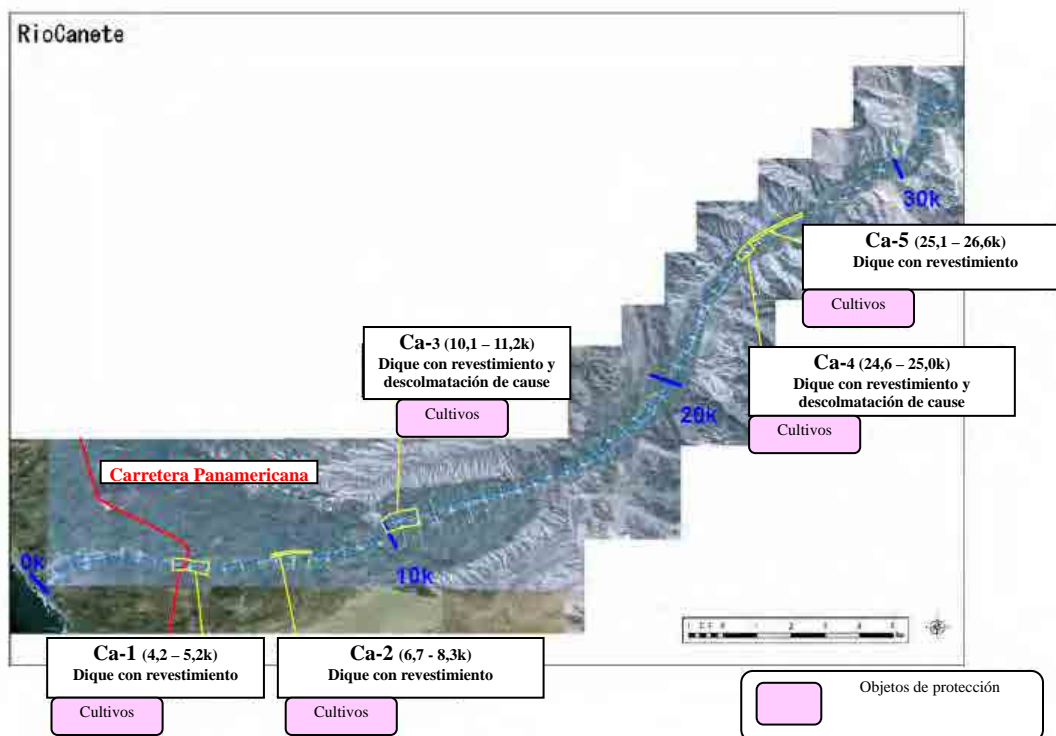 RioCanete
30k
Ca-5 (25,1 – 26,6k)
Dique con revestimiento
Cultivos
Ca-3 (10,1 – 11,2k)
Dique con revestimiento y
descolmatación de cause
Cultivos
Ca-4 (24,6 – 25,0k)
Dique con revestimiento y
descolmatación de cause
Cultivos
20k
Carretera Panamericana
0k
10k
Ca-1 (4,2 – 5,2k)
Dique con revestimiento
Cultivos
Ca-2 (6,7 - 8,3k)
Dique con revestimiento
Cultivos
Objetos de protección